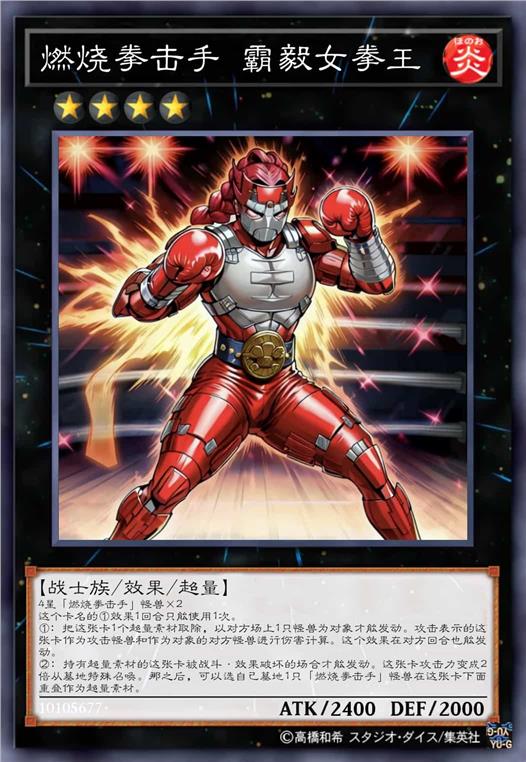 燃烧拳击手 霸毅女拳王
ほのお
炎
【战士族/效果/超量】
4星「燃烧拳击手」怪兽×2
这个卡名的①效果1回合只能使用1次。
①：把这张卡1个超量素材取除，以对方场上1只怪兽为对象才能发动。攻击表示的这
张卡作为攻击怪兽和作为对象的对方怪兽进行伤害计算。这个效果在对方回合也能发
动。
②：持有超量素材的这张卡被战斗·效果破坏的场合才能发动。这张卡攻击力变成2
倍从墓地特殊召唤。那之后，可以选自己墓地1只「燃烧拳击手」怪兽在这张卡下面
重叠作为超量素材。
10105677
ATK/2400 DEF/2000
©高橋和希 スタジオ·ダイス/集英社
YU-G